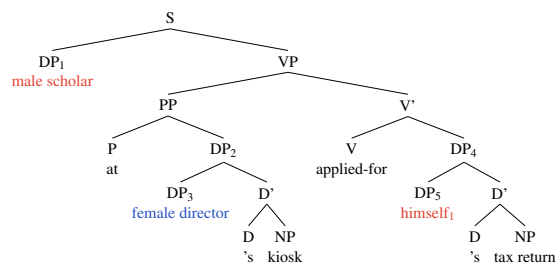 S
DP₁ VP
male scholar
PP V'
P DP₂ V DP₄
at applied-for
DP₃ D' DP₅ D'
female director himself₁
D NP D NP
's kiosk 's tax return